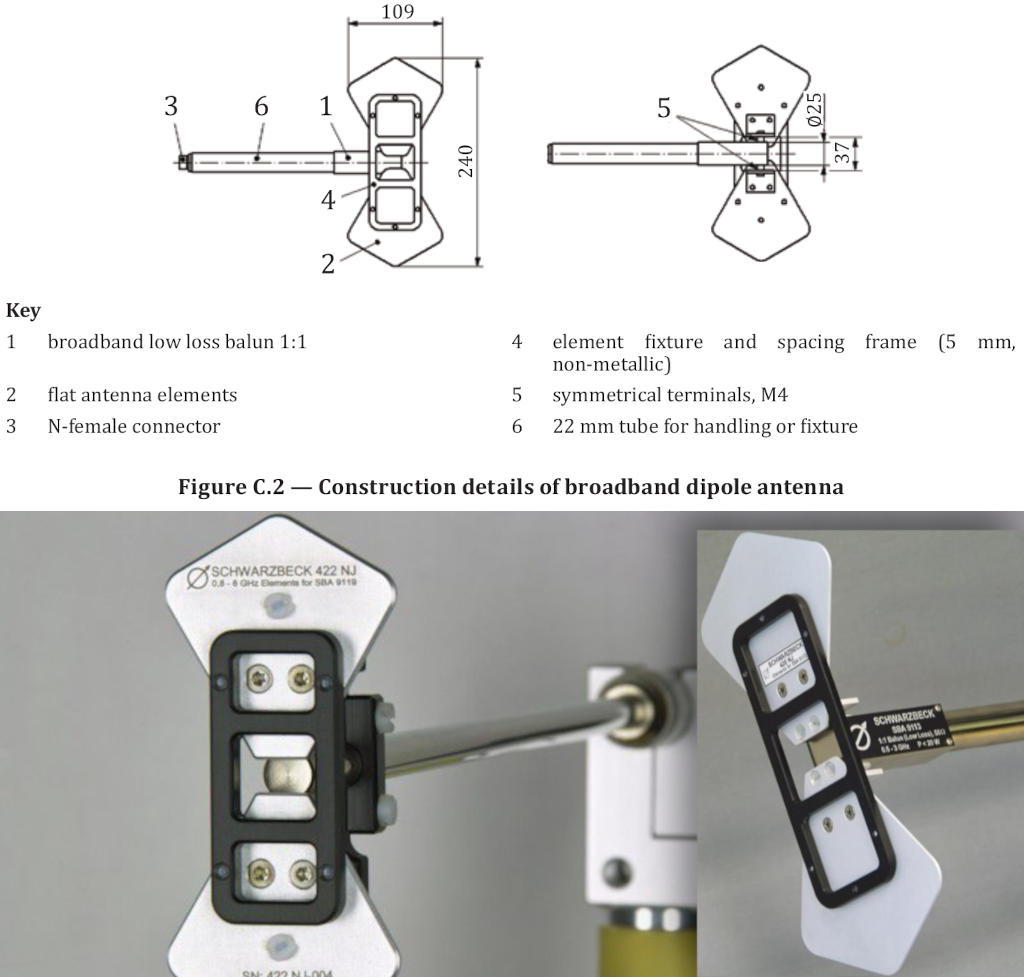 109
3
6
1
240
4
2
5
Ø25
37
Key
1 broadband low loss balun 1:1
4 element fixture and spacing frame (5 mm, non-metallic)
2 flat antenna elements
5 symmetrical terminals, M4
3 N-female connector
6 22 mm tube for handling or fixture
Figure C.2 — Construction details of broadband dipole antenna
SCHWARZBECK 422 NJ
0,8 - 6 GHz Elements for SBA 9119
SN: 422 NJ-004
SCHWARZBECK
422 NJ
SCHWARZBECK
SBA 9113
1:1 Balun (Low Loss), 50Ω
0.5 - 3 GHz P < 20 W